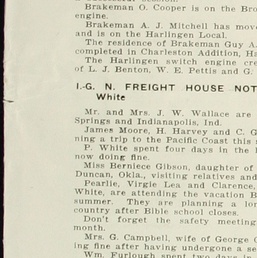 Brakeman O. Cooper is on the Bro
engine.
Brakeman A. J. Mitchell has mov
and is on the Harlingen Local.
The residence of Brakeman Guy A.
completed in Charleston Addition, Ha
The Harlingen switch engine cre
of L. J. Benton, W. E. Pettis and G.
I.-G. N. FREIGHT HOUSE NOT
White
Mr. and Mrs. J. W. Wallace are
Springs and Indianapolis, Ind.
James Moore, H. Harvey and C. G
ning a trip to the Pacific Coast this
P. White spent four days in the
now doing fine.
Miss Berniece Gibson, daughter of
Duncan, Okla., visiting relatives and
Pearlie, Virgie Lea and Clarence,
White, are attending the vacation B
summer. They are planning a lo
country after Bible school closes.
Don't forget the safety meeting
month.
Mrs. G. Campbell, wife of George
ing fine after having undergone a se
Wm. Furlough spent two days in